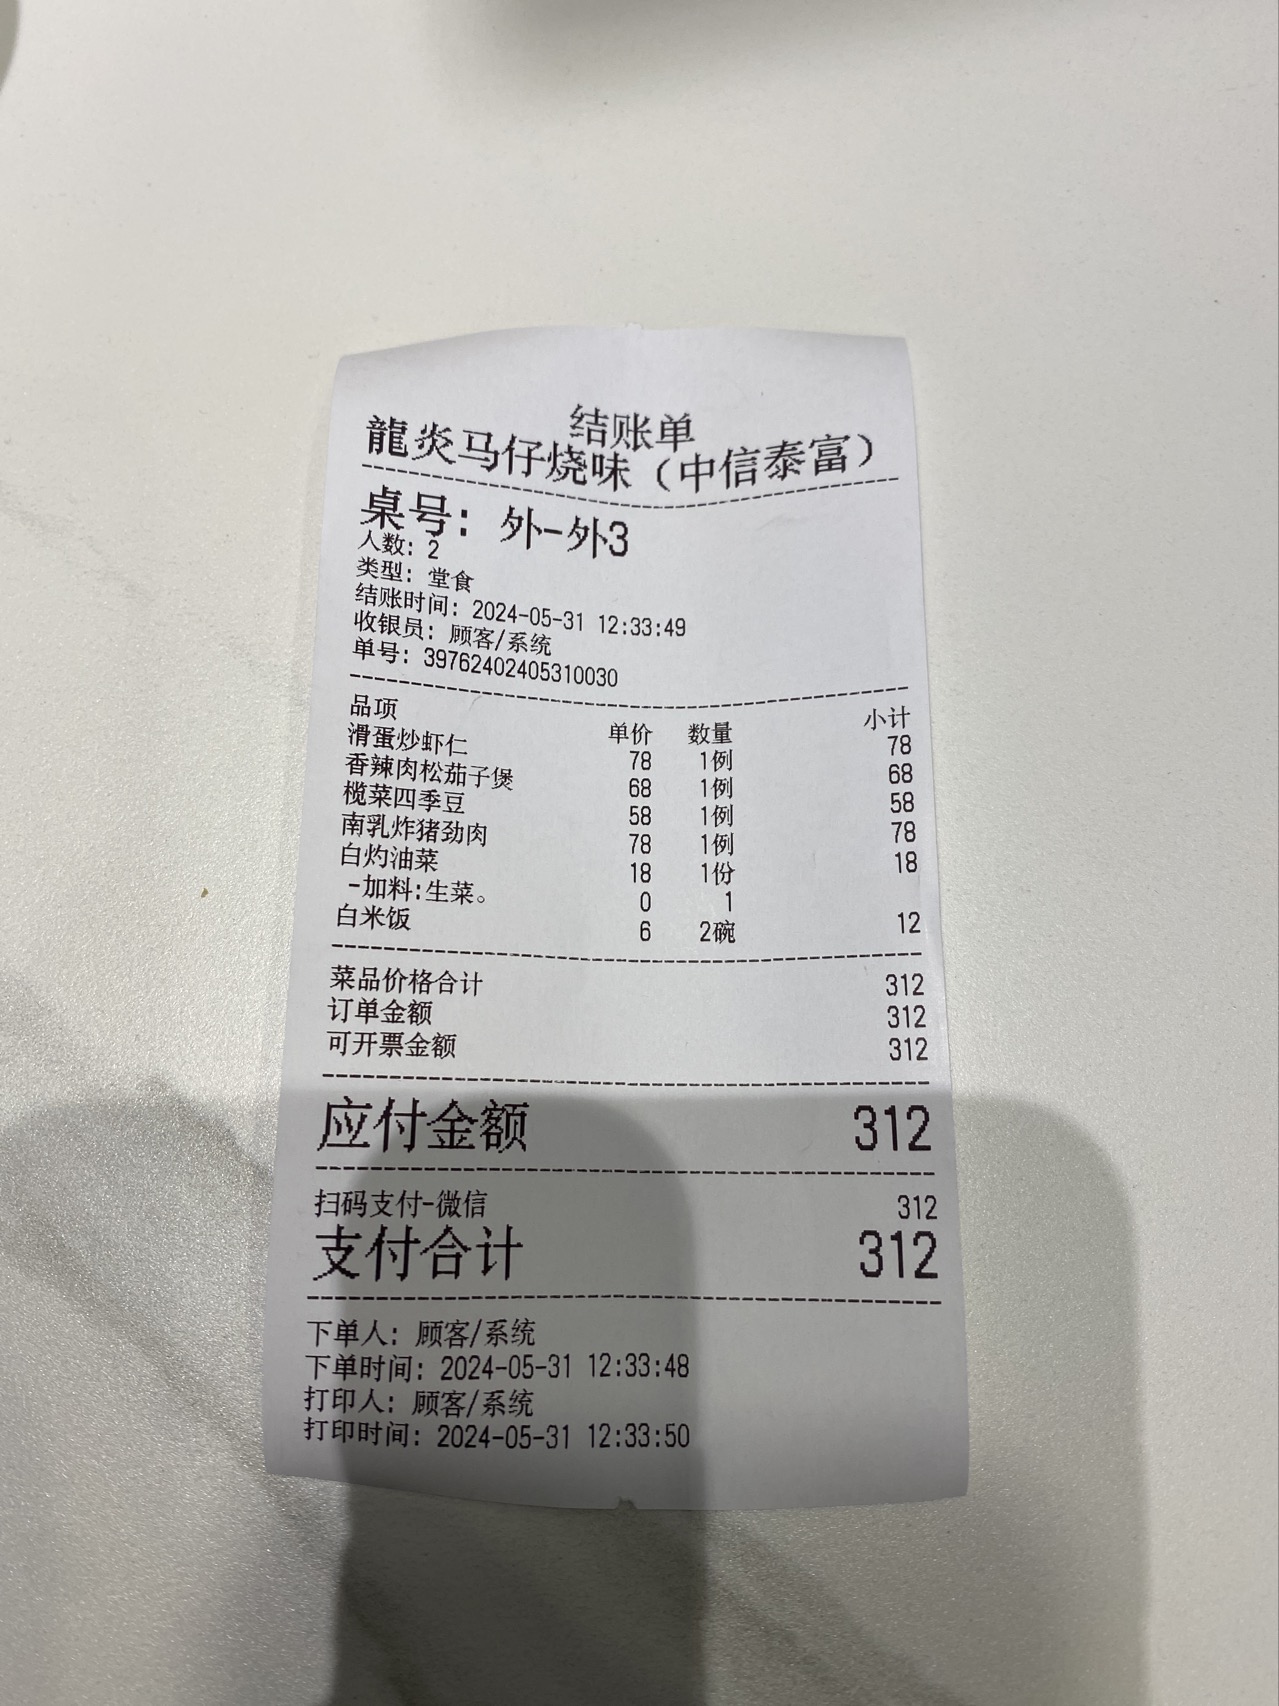 结账单
龍炎马仔烧味（中信泰富）
桌号：外-外3
人数：2
类型：堂食
结账时间：2024-05-31 12:33:49
收银员：顾客/系统
单号：39762402405310030
品项 单价 数量 小计
滑蛋炒虾仁 78 1例 78
香辣肉松茄子煲 68 1例 68
榄菜四季豆 58 1例 58
南乳炸猪劲肉 78 1例 78
白灼油菜 18 1份 18
-加料:生菜。 0 1
白米饭 6 2碗 12
菜品价格合计 312
订单金额 312
可开票金额 312
应付金额 312
扫码支付-微信 312
支付合计 312
下单人：顾客/系统
下单时间：2024-05-31 12:33:48
打印人：顾客/系统
打印时间：2024-05-31 12:33:50